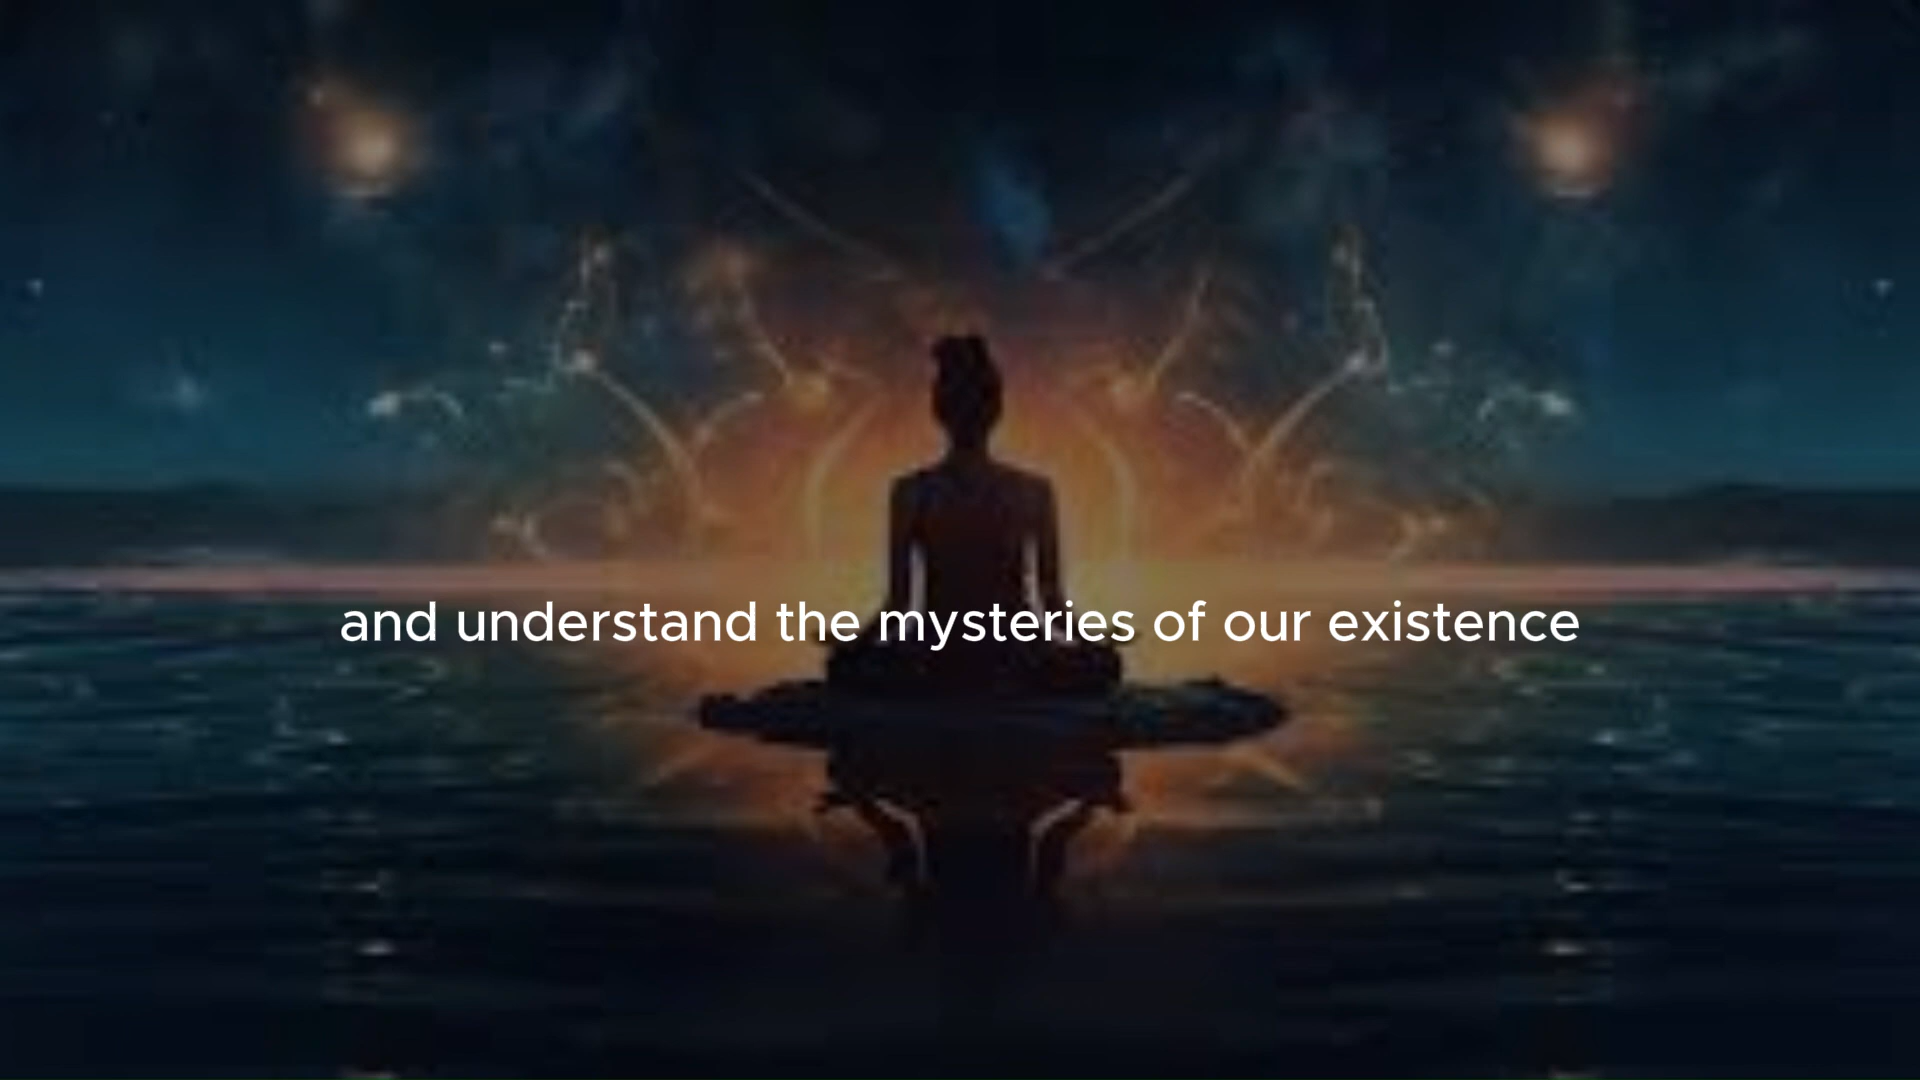 and understand the mysteries of our existence